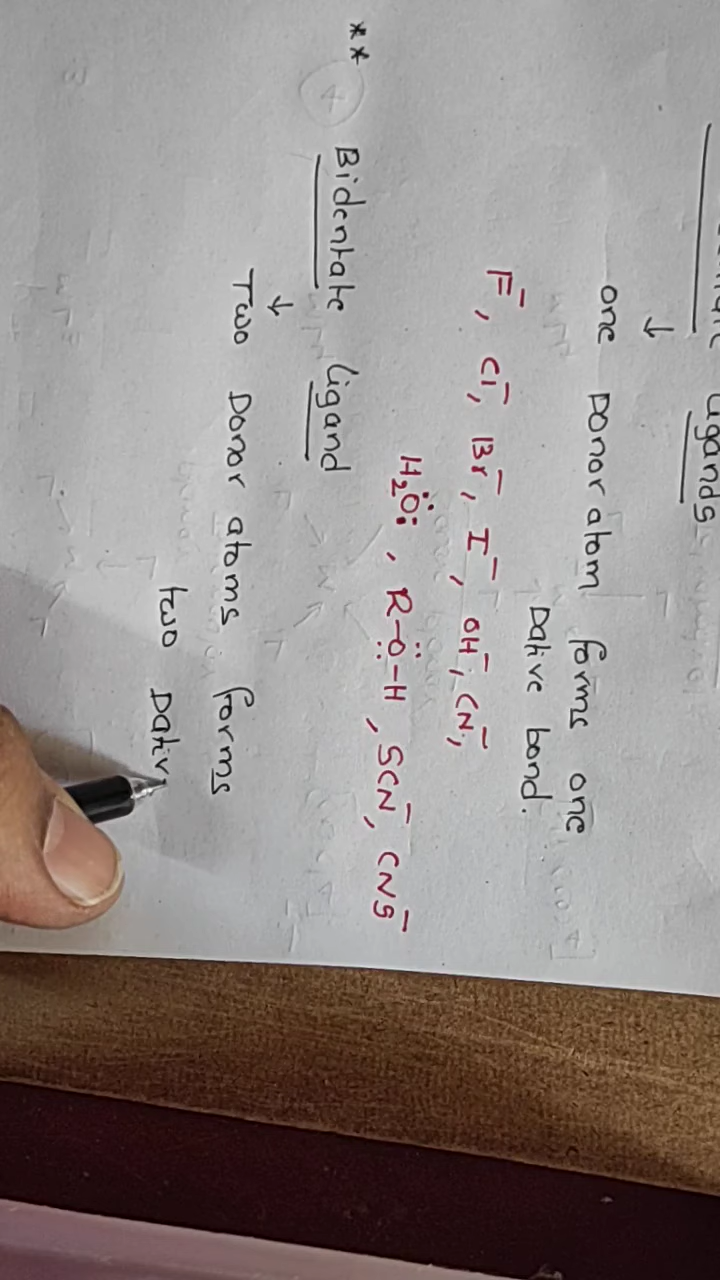 Ligands
↓
one Donor atom forms one
Dative bond.
F⁻, Cl⁻, Br⁻, I⁻, OH⁻, CN⁻,
H₂O:, R-O-H, SCN⁻, CNS⁻
** 4 Bidentate Ligand
↓
Two Donor atoms forms
two Dativ